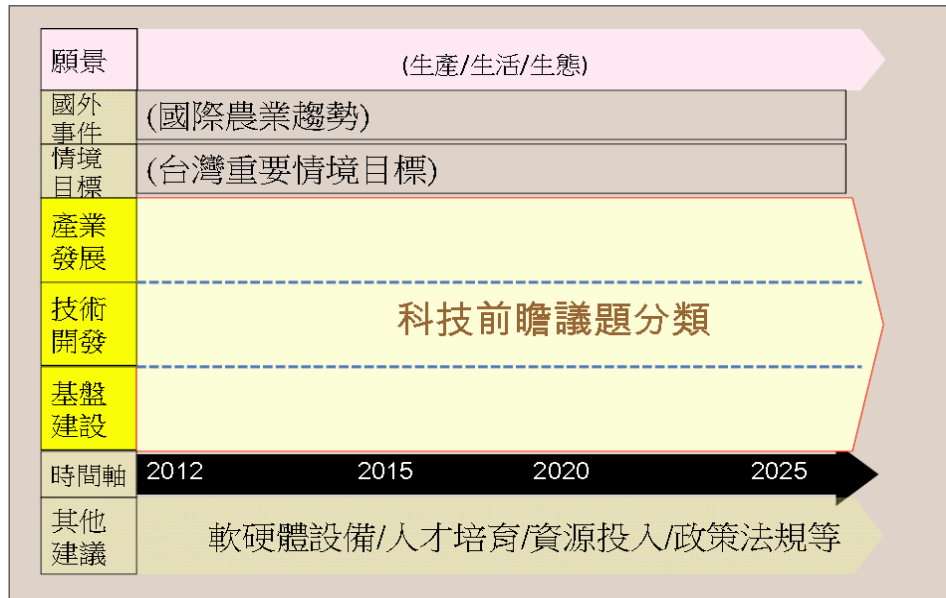 願景
(生產/生活/生態)
國外
事件
(國際農業趨勢)
情境
目標
(台灣重要情境目標)
產業
發展
技術
開發
科技前瞻議題分類
基盤
建設
時間軸
2012 2015 2020 2025
其他
建議
軟硬體設備/人才培育/資源投入/政策法規等